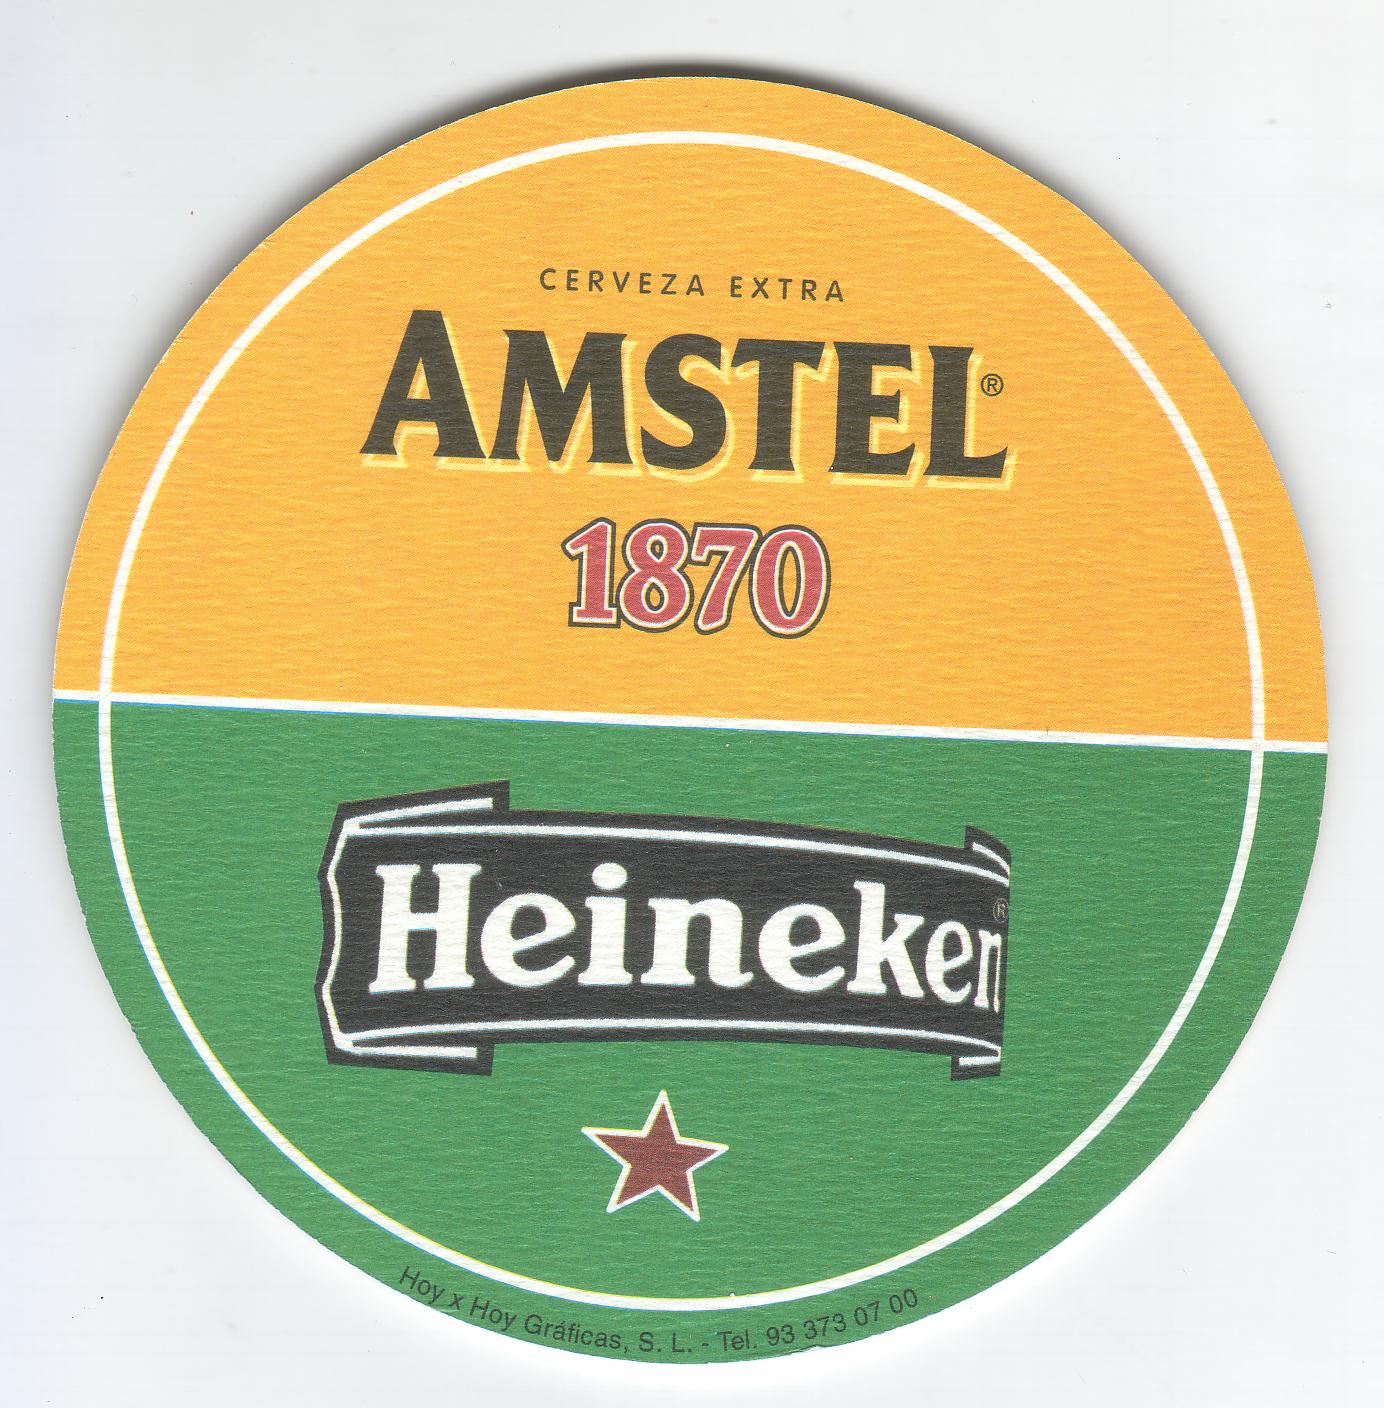 CERVEZA EXTRA
AMSTEL®
1870
Heineken®
Hoy x Hoy Gráficas, S. L. - Tel. 93 373 07 00